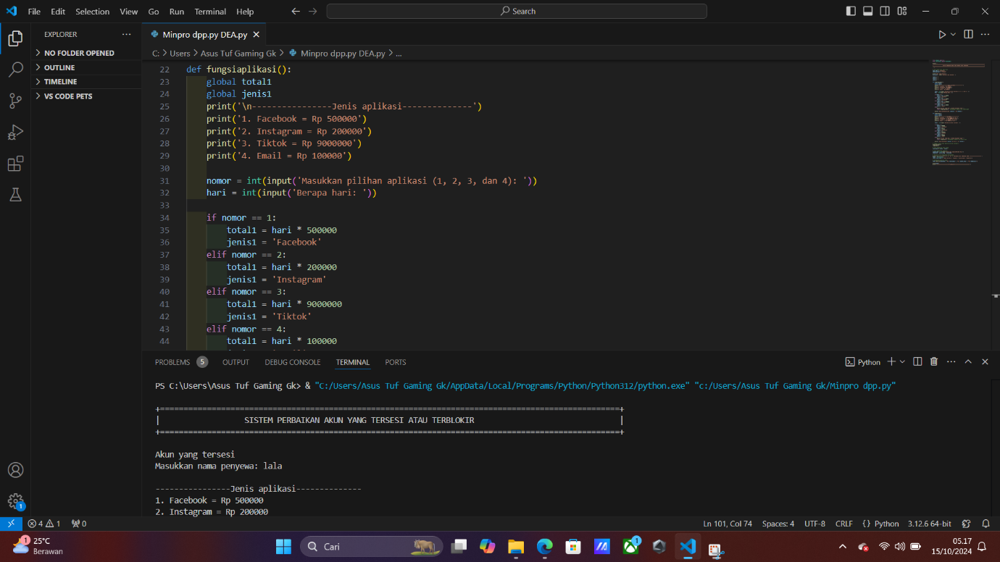 File Edit Selection View Go Run Terminal Help
Search
EXPLORER
NO FOLDER OPENED
OUTLINE
TIMELINE
VS CODE PETS
Minpro dpp.py DEA.py
C: > Users > Asus Tuf Gaming Gk > Minpro dpp.py DEA.py > ...
22 def fungsiaplikasi():
23 global total1
24 global jenis1
25 print('\n----------------Jenis aplikasi--------------')
26 print('1. Facebook = Rp 500000')
27 print('2. Instagram = Rp 200000')
28 print('3. Tiktok = Rp 9000000')
29 print('4. Email = Rp 100000')
30
31 nomor = int(input('Masukkan pilihan aplikasi (1, 2, 3, dan 4): '))
32 hari = int(input('Berapa hari: '))
33
34 if nomor == 1:
35 total1 = hari * 500000
36 jenis1 = 'Facebook'
37 elif nomor == 2:
38 total1 = hari * 200000
39 jenis1 = 'Instagram'
40 elif nomor == 3:
41 total1 = hari * 9000000
42 jenis1 = 'Tiktok'
43 elif nomor == 4:
44 total1 = hari * 100000
PROBLEMS 5 OUTPUT DEBUG CONSOLE TERMINAL PORTS
Python
PS C:\Users\Asus Tuf Gaming Gk> & "C:/Users/Asus Tuf Gaming Gk/AppData/Local/Programs/Python/Python312/python.exe" "c:/Users/Asus Tuf Gaming Gk/Minpro dpp.py"
+==================================================================================================+
| SISTEM PERBAIKAN AKUN YANG TERSESI ATAU TERBLOKIR |
+==================================================================================================+
Akun yang tersesi
Masukkan nama penyewa: lala
----------------Jenis aplikasi--------------
1. Facebook = Rp 500000
2. Instagram = Rp 200000
1
4 1 0
Ln 101, Col 74 Spaces: 4 UTF-8 CRLF {} Python 3.12.6 64-bit
1
25°C
Berawan
Cari
1
05.17
15/10/2024